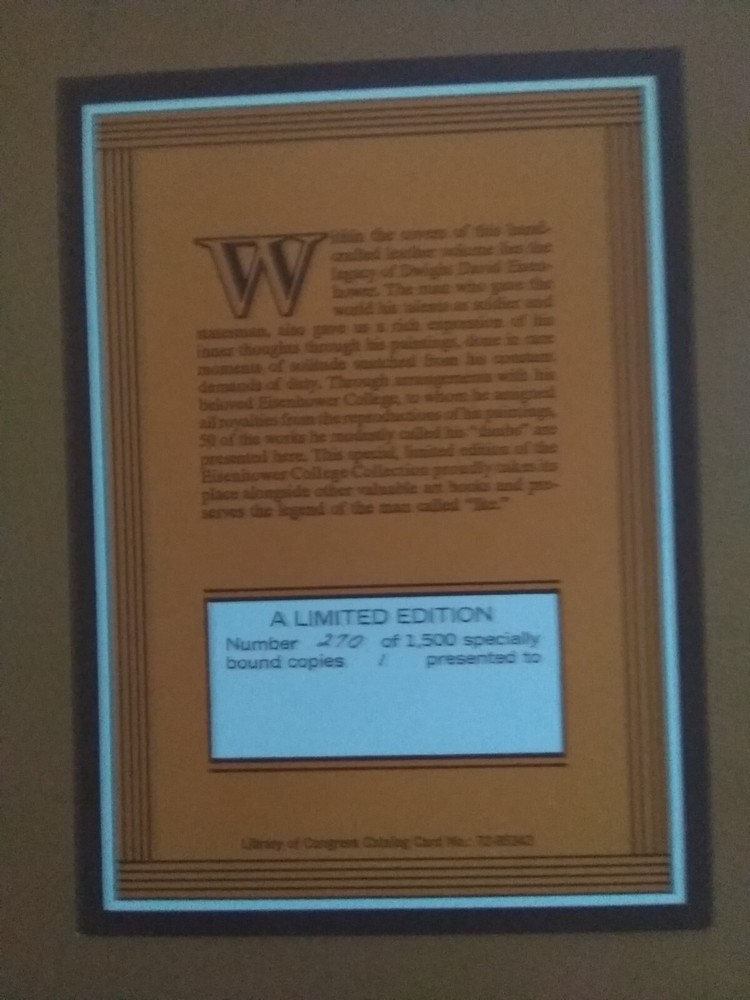 Within the covers of this hand-
crafted leather volume lies the
legacy of Dwight David Eisen-
hower. The man who gave the
world his talents as soldier and
statesman, also gave us a rich expression of his
inner thoughts through his paintings, done in rare
moments of solitude snatched from his constant
demands of duty. Through arrangements with his
beloved Eisenhower College, to whom he assigned
all royalties from the reproductions of his paintings,
50 of the works he modestly called his "daubs" are
presented here. This special, limited edition of the
Eisenhower College Collection proudly takes its
place alongside other valuable art books and pre-
serves the legend of the man called "Ike."
A LIMITED EDITION
Number 270 of 1,500 specially
bound copies / presented to
Library of Congress Catalog Card No.: